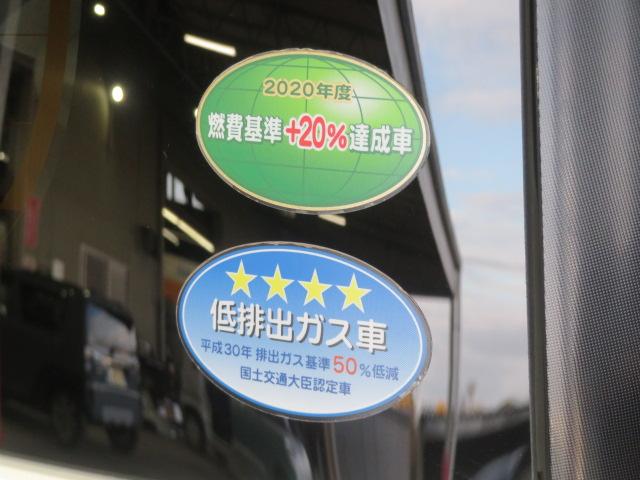 2020年度
燃費基準+20%達成車
低排出ガス車
平成30年 排出ガス基準50%低減
国土交通大臣認定車